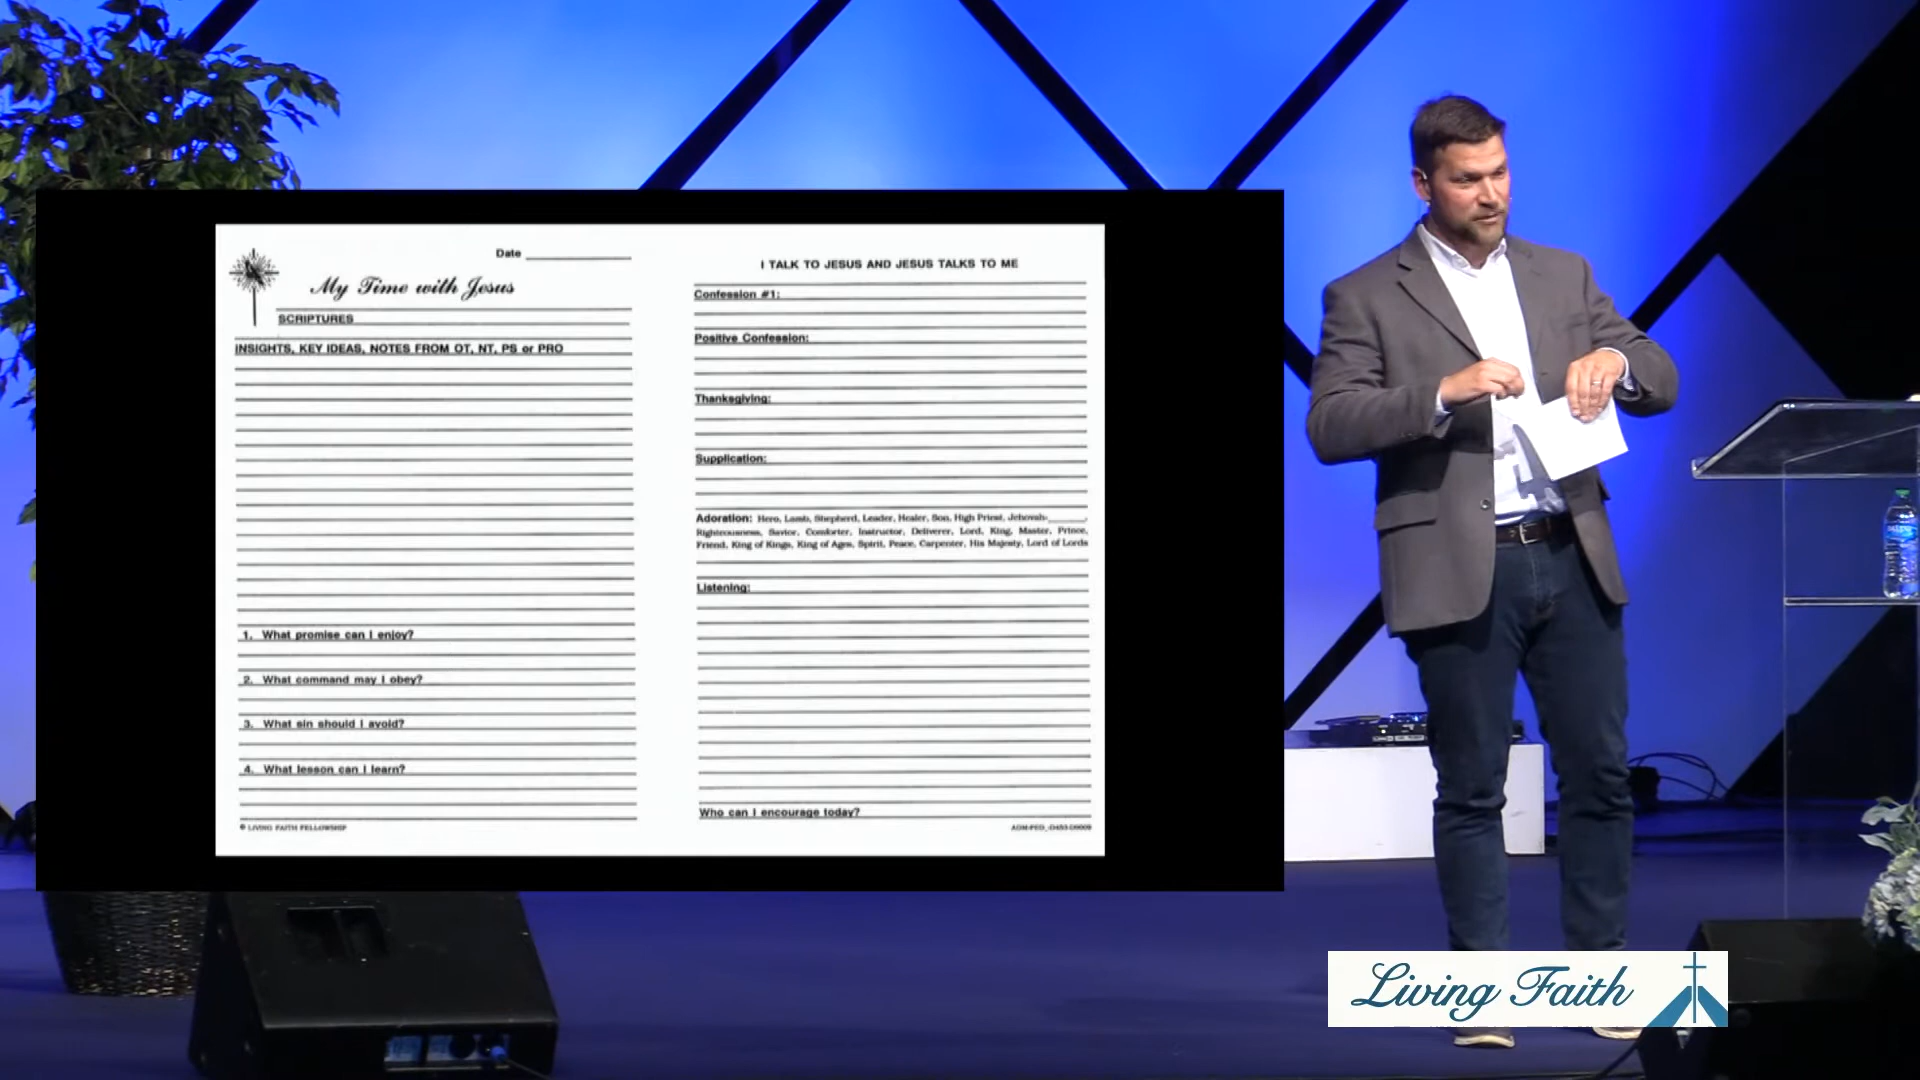 Date
My Time with Jesus
SCRIPTURES
INSIGHTS, KEY IDEAS, NOTES FROM OT, NT, PS or PRO
1. What promise can I enjoy?
2. What command may I obey?
3. What sin should I avoid?
4. What lesson can I learn?
© LIVING FAITH FELLOWSHIP
I TALK TO JESUS AND JESUS TALKS TO ME
Confession #1:
Positive Confession:
Thanksgiving:
Supplication:
Adoration: Hero, Lamb, Shepherd, Leader, Healer, Son, High Priest, Jehovah-______,
Righteousness, Savior, Comforter, Instructor, Deliverer, Lord, King, Master, Prince,
Friend, King of Kings, King of Ages, Spirit, Peace, Carpenter, His Majesty, Lord of Lords
Listening:
Who can I encourage today?
Living Faith